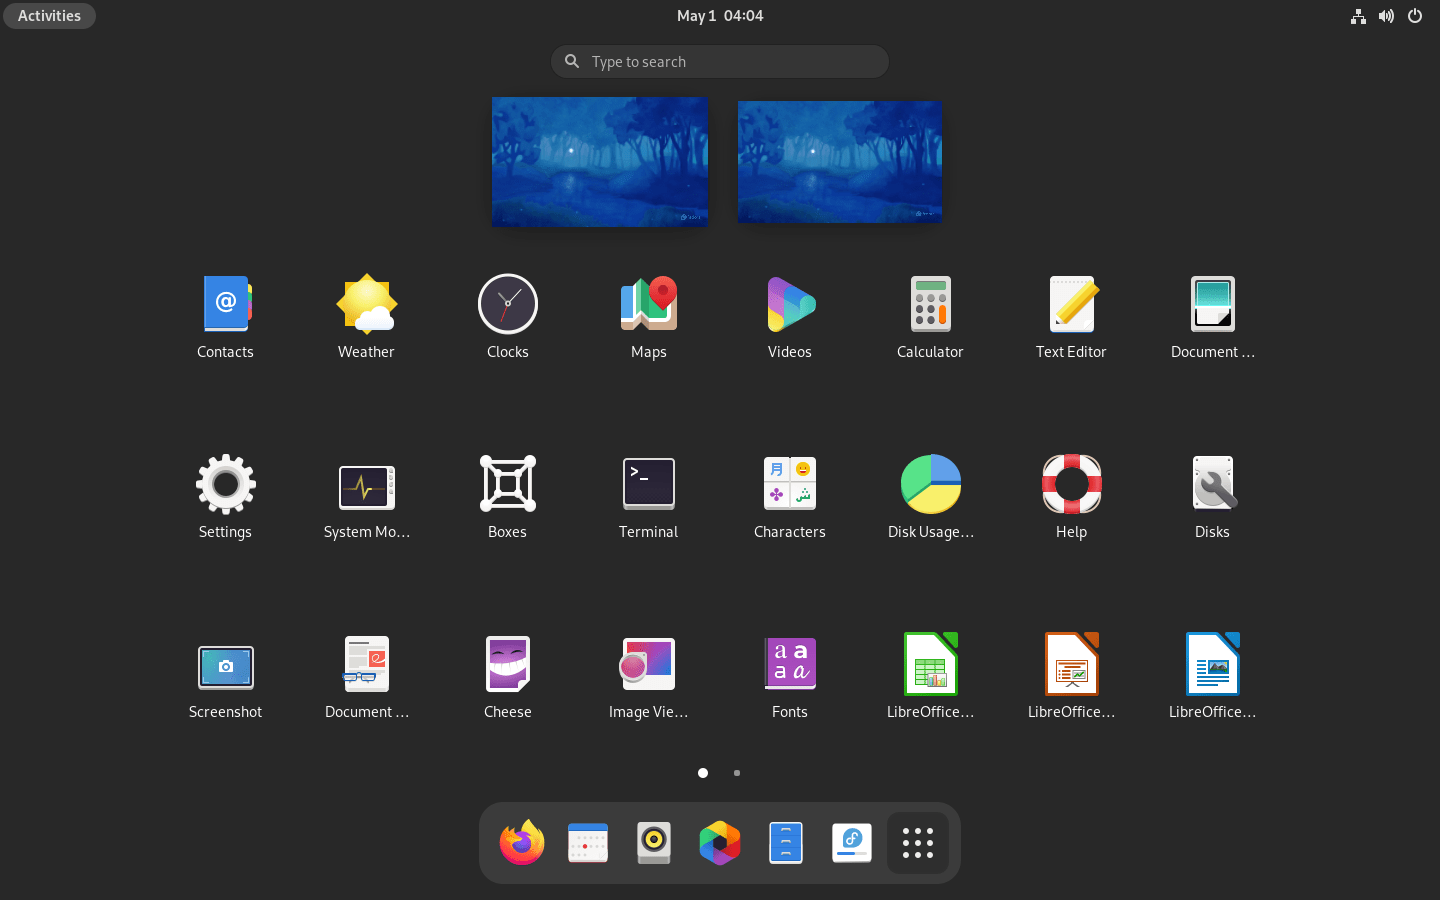 Activities
May 1 04:04
Type to search
Contacts
Weather
Clocks
Maps
Videos
Calculator
Text Editor
Document ...
Settings
System Mo...
Boxes
Terminal
Characters
Disk Usage...
Help
Disks
Screenshot
Document ...
Cheese
Image Vie...
Fonts
LibreOffice...
LibreOffice...
LibreOffice...